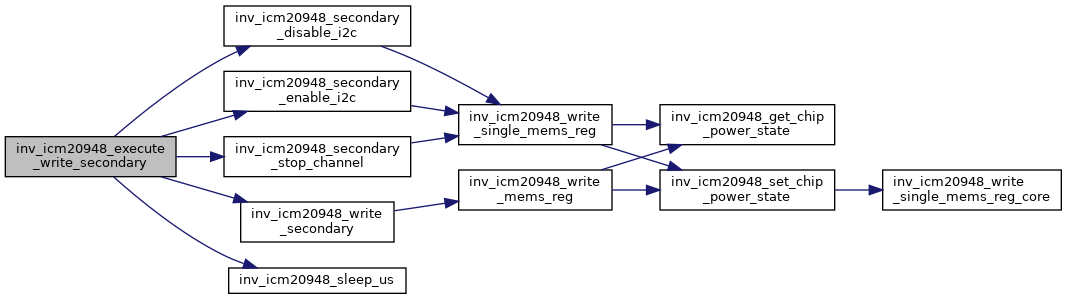 inv_icm20948_execute
_write_secondary
inv_icm20948_secondary
_disable_i2c
inv_icm20948_secondary
_enable_i2c
inv_icm20948_secondary
_stop_channel
inv_icm20948_write
_secondary
inv_icm20948_sleep_us
inv_icm20948_write
_single_mems_reg
inv_icm20948_write
_mems_reg
inv_icm20948_get_chip
_power_state
inv_icm20948_set_chip
_power_state
inv_icm20948_write
_single_mems_reg_core